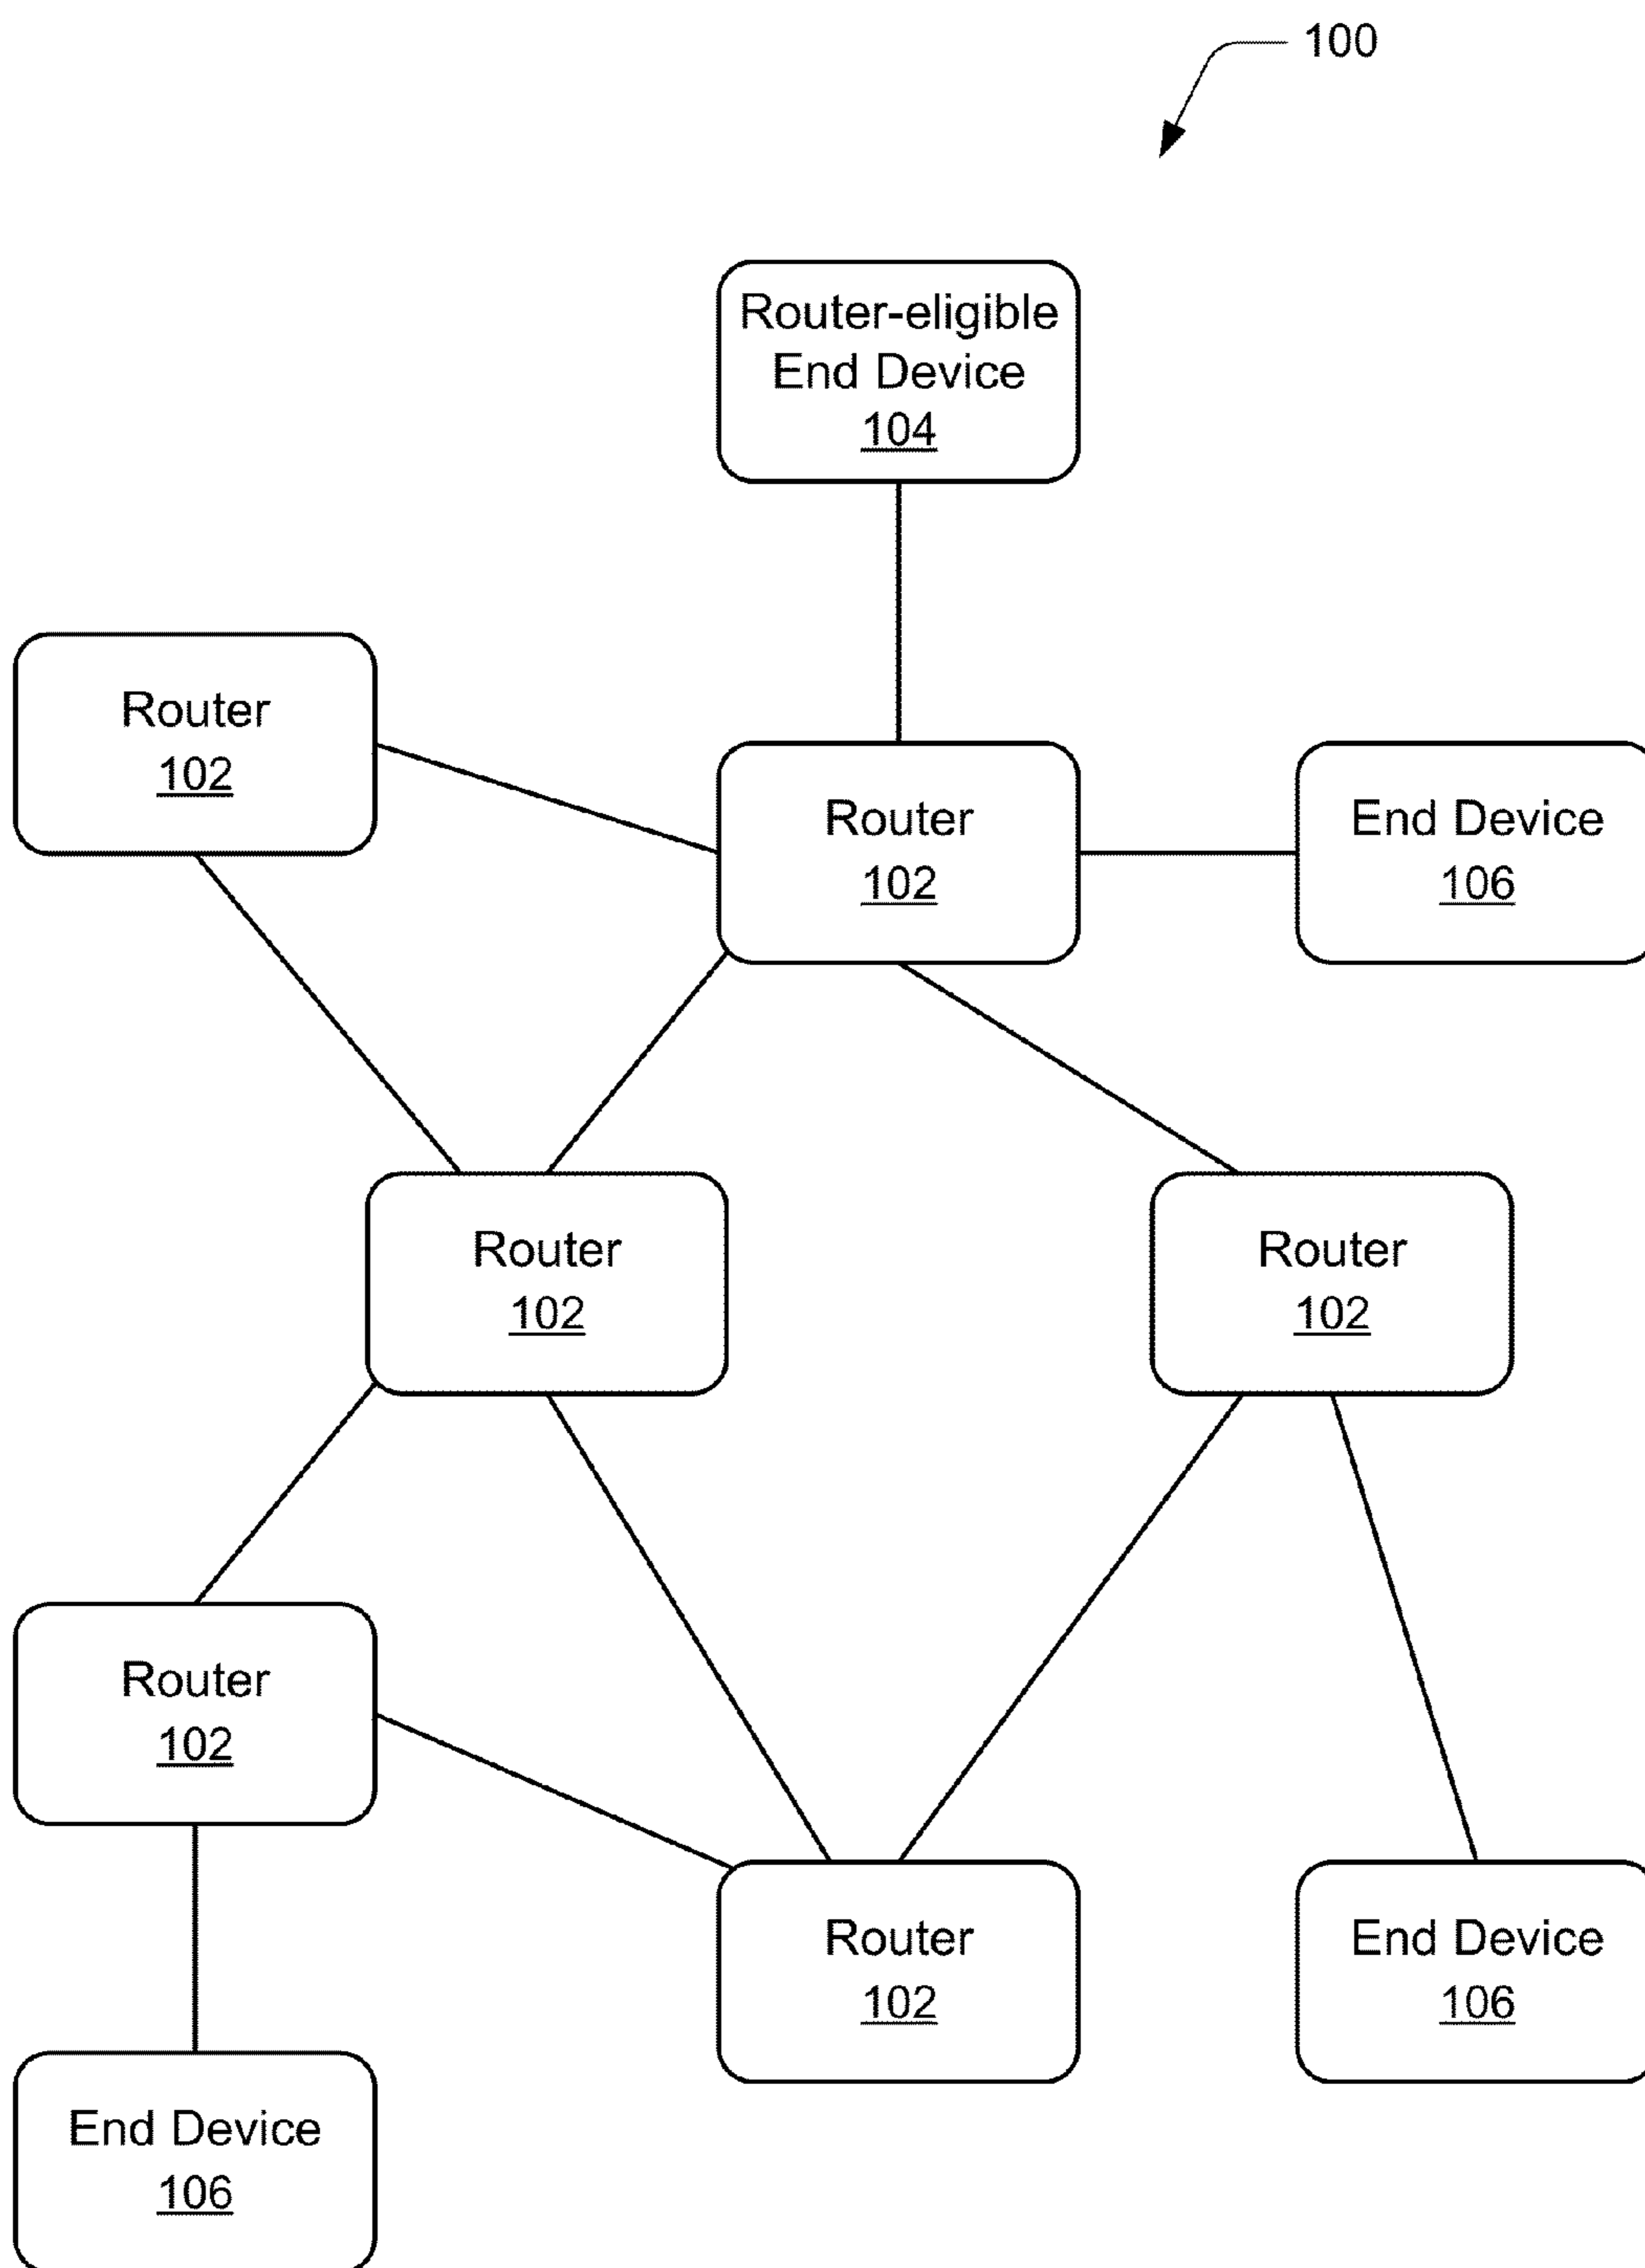 100
Router-eligible
End Device
104
Router
102
Router
102
End Device
106
Router
102
Router
102
Router
102
Router
102
End Device
106
End Device
106